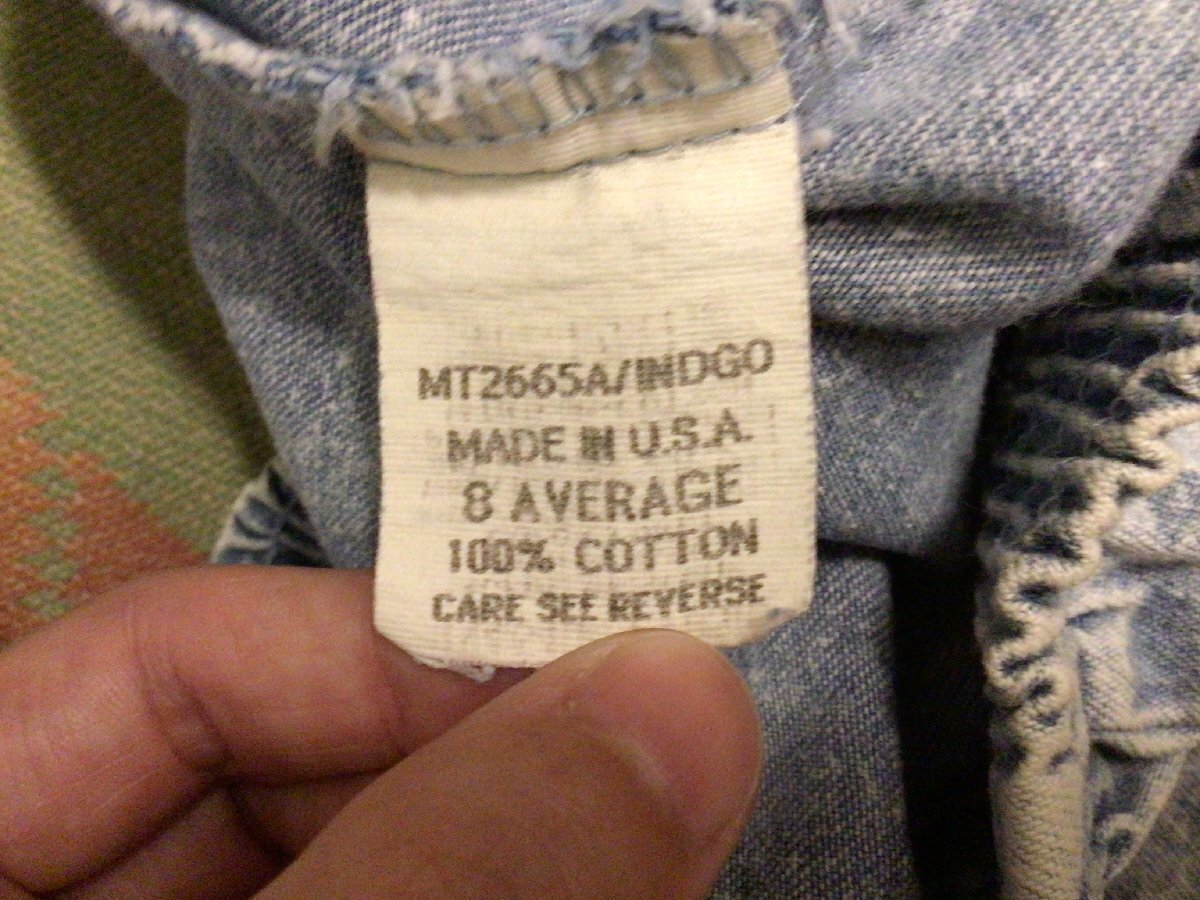 MT2665A/INDGO
MADE IN U.S.A.
8 AVERAGE
100% COTTON
CARE SEE REVERSE